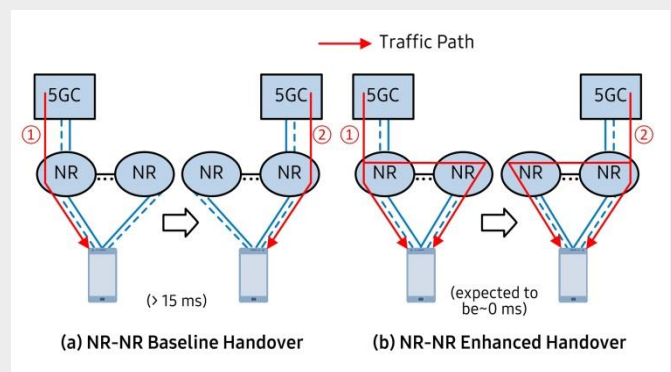 Traffic Path
5GC
①
NR
NR
5GC
②
NR
NR
5GC
①
NR
NR
5GC
②
NR
NR
(> 15 ms)
(expected to
be~0 ms)
(a) NR-NR Baseline Handover
(b) NR-NR Enhanced Handover